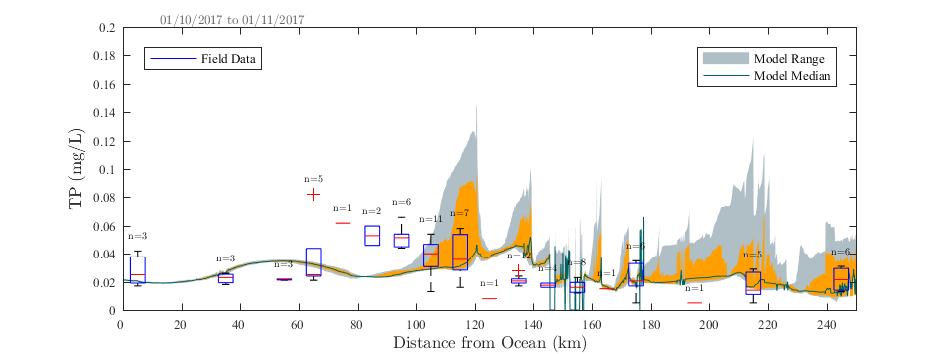 01/10/2017 to 01/11/2017
0.2
0.18
0.16
0.14
0.12
0.1
0.08
0.06
0.04
0.02
0
TP (mg/L)
Field Data
Model Range
Model Median
n=3
n=3
n=3
n=5
n=1
n=2
n=6
n=11
n=7
n=1
n=4
n=8
n=1
n=6
n=1
n=5
n=6
0 20 40 60 80 100 120 140 160 180 200 220 240
Distance from Ocean (km)